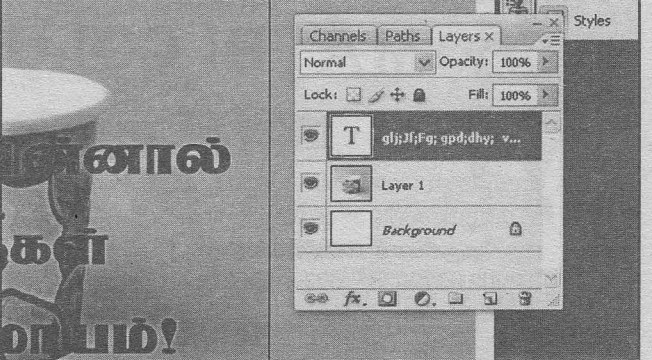 Styles
Channels Paths Layers ×
Normal Opacity: 100%
Lock: Fill: 100%
T glj;Jf;Fg; gpd;dhy; v...
Layer 1
Background
fx.
ன்னால்
கள்